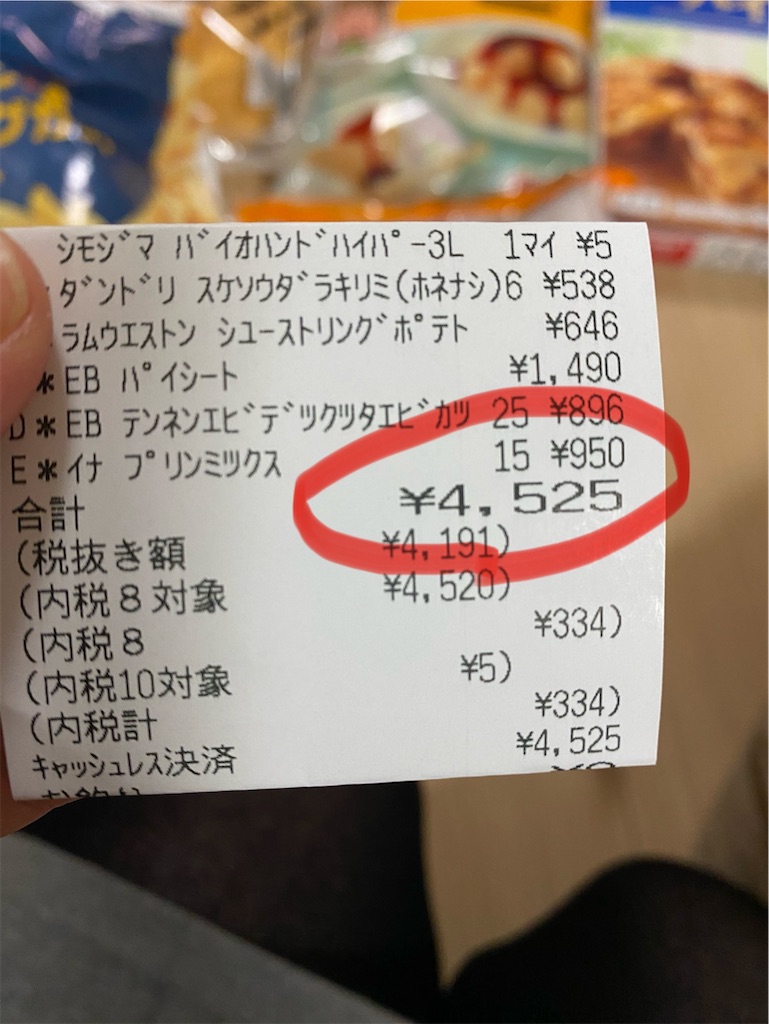 シモジマ バイオハンドハイパー3L 1マイ ¥5
ダンドリ スケソウダラキリミ(ホネナシ)6 ¥538
ラムウエストン シューストリングポテト ¥646
* EB パイシート ¥1,490
D * EB テンネンエビデツクツタエビカツ 25 ¥896
E * イナ プリンミツクス 15 ¥950
合計 ¥4,525
(税抜き額 ¥4,191)
(内税8対象 ¥4,520)
(内税8 ¥334)
(内税10対象 ¥5)
(内税計 ¥334)
キャッシュレス決済 ¥4,525